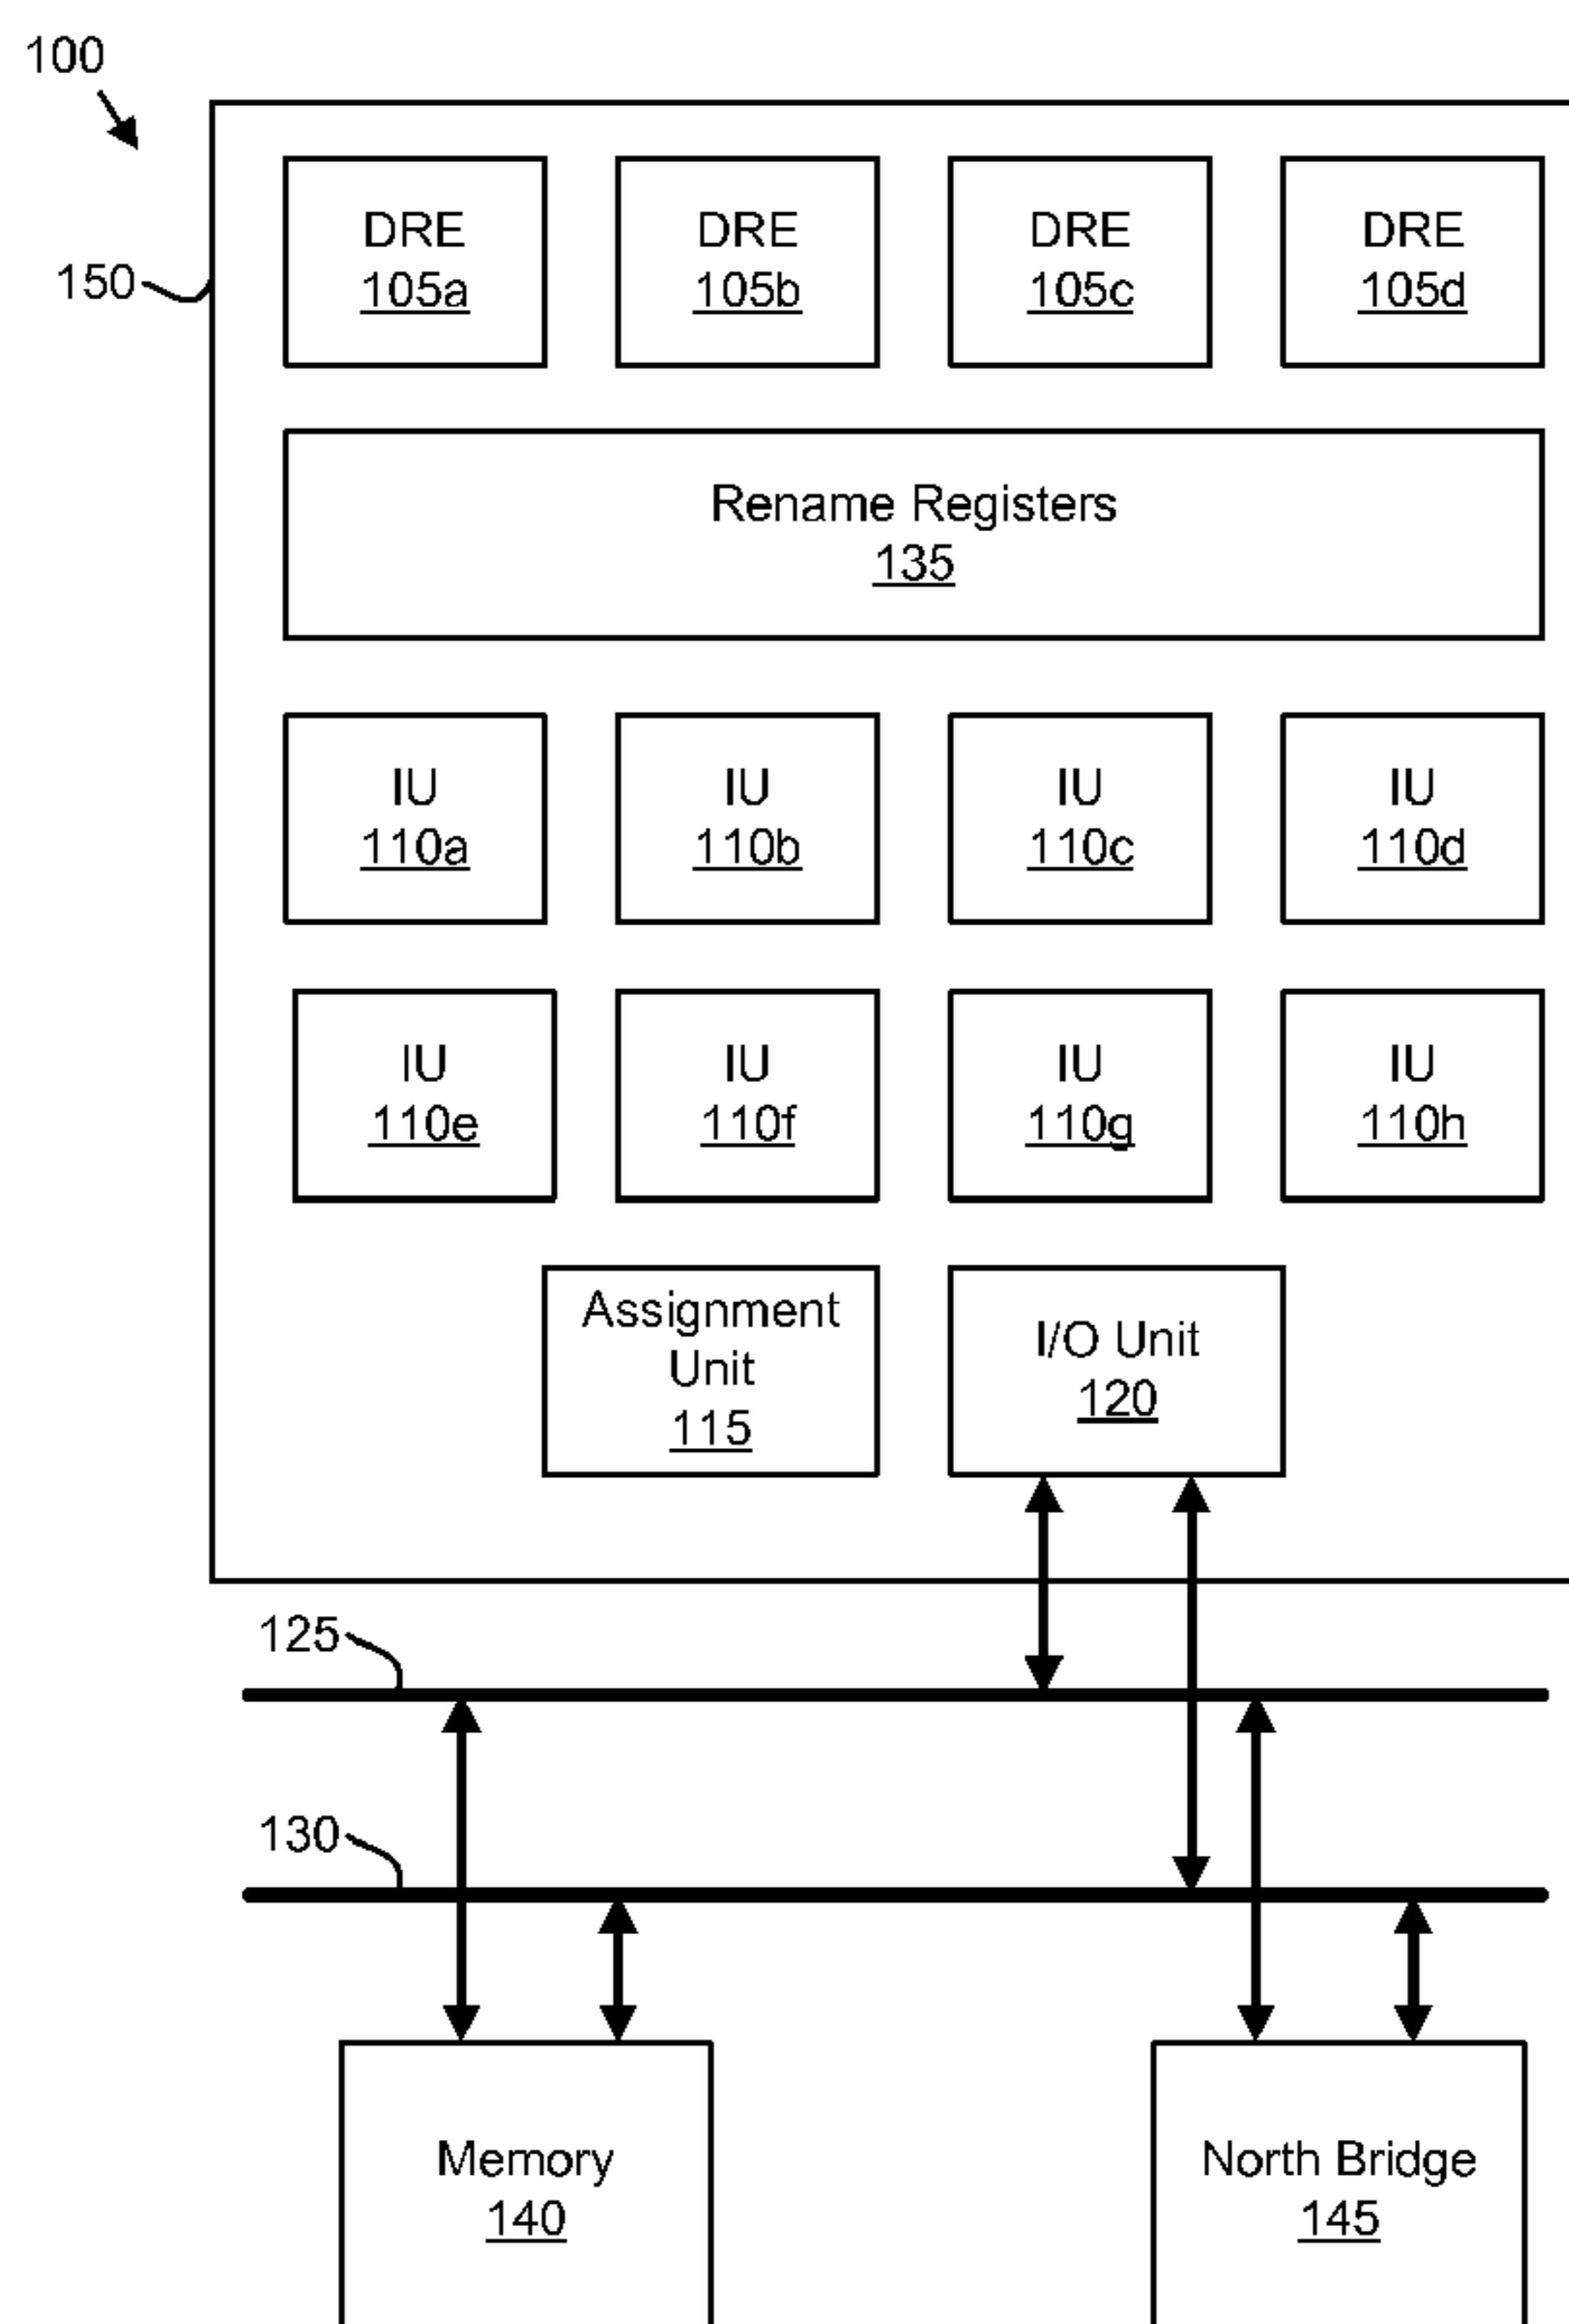 100
150
DRE
105a
DRE
105b
DRE
105c
DRE
105d
Rename Registers
135
IU
110a
IU
110b
IU
110c
IU
110d
IU
110e
IU
110f
IU
110g
IU
110h
Assignment
Unit
115
I/O Unit
120
125
130
Memory
140
North Bridge
145